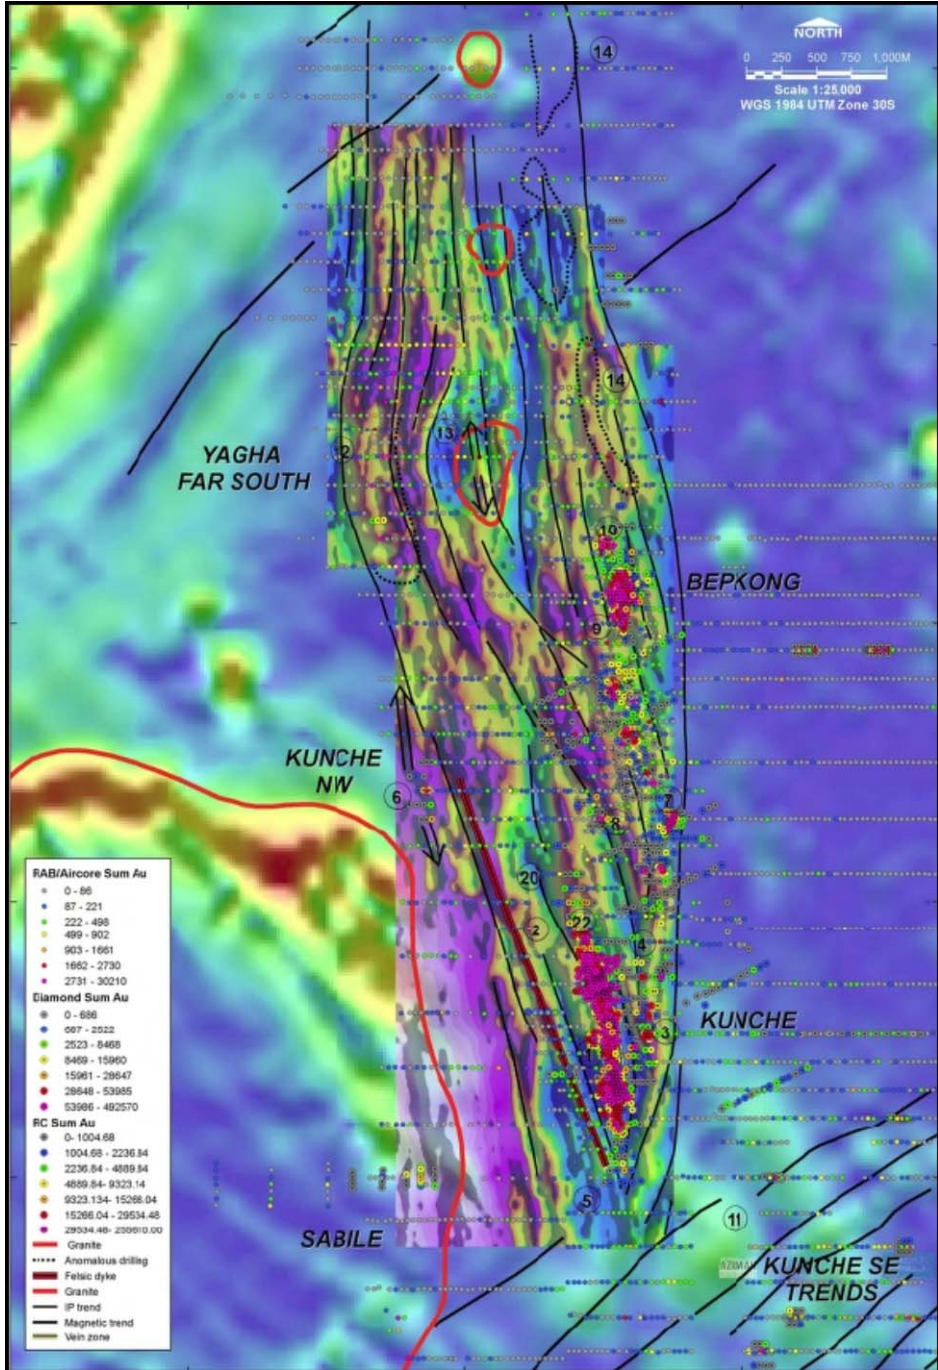 NORTH
0 250 500 750 1,000M
Scale 1:25,000
WGS 1984 UTM Zone 30S
14
13
14
2
YAGHA
FAR SOUTH
10
BEPKONG
9
KUNCHE
NW
6
7
8
20
2
22
4
KUNCHE
3
1
5
11
SABILE
KUNCHE SE
TRENDS
RAB/Aircore Sum Au
0 - 86
87 - 221
222 - 498
499 - 902
903 - 1661
1662 - 2730
2731 - 30210
Diamond Sum Au
0 - 686
687 - 2522
2523 - 8468
8469 - 15960
15961 - 28647
28648 - 53985
53986 - 492570
RC Sum Au
0- 1004.68
1004.68 - 2236.84
2236.84 - 4889.84
4889.84- 9323.14
9323.134- 15266.04
15266.04 - 29534.48
Granite
Anomalous drilling
Felsic dyke
Granite
IP trend
Magnetic trend
Vein zone